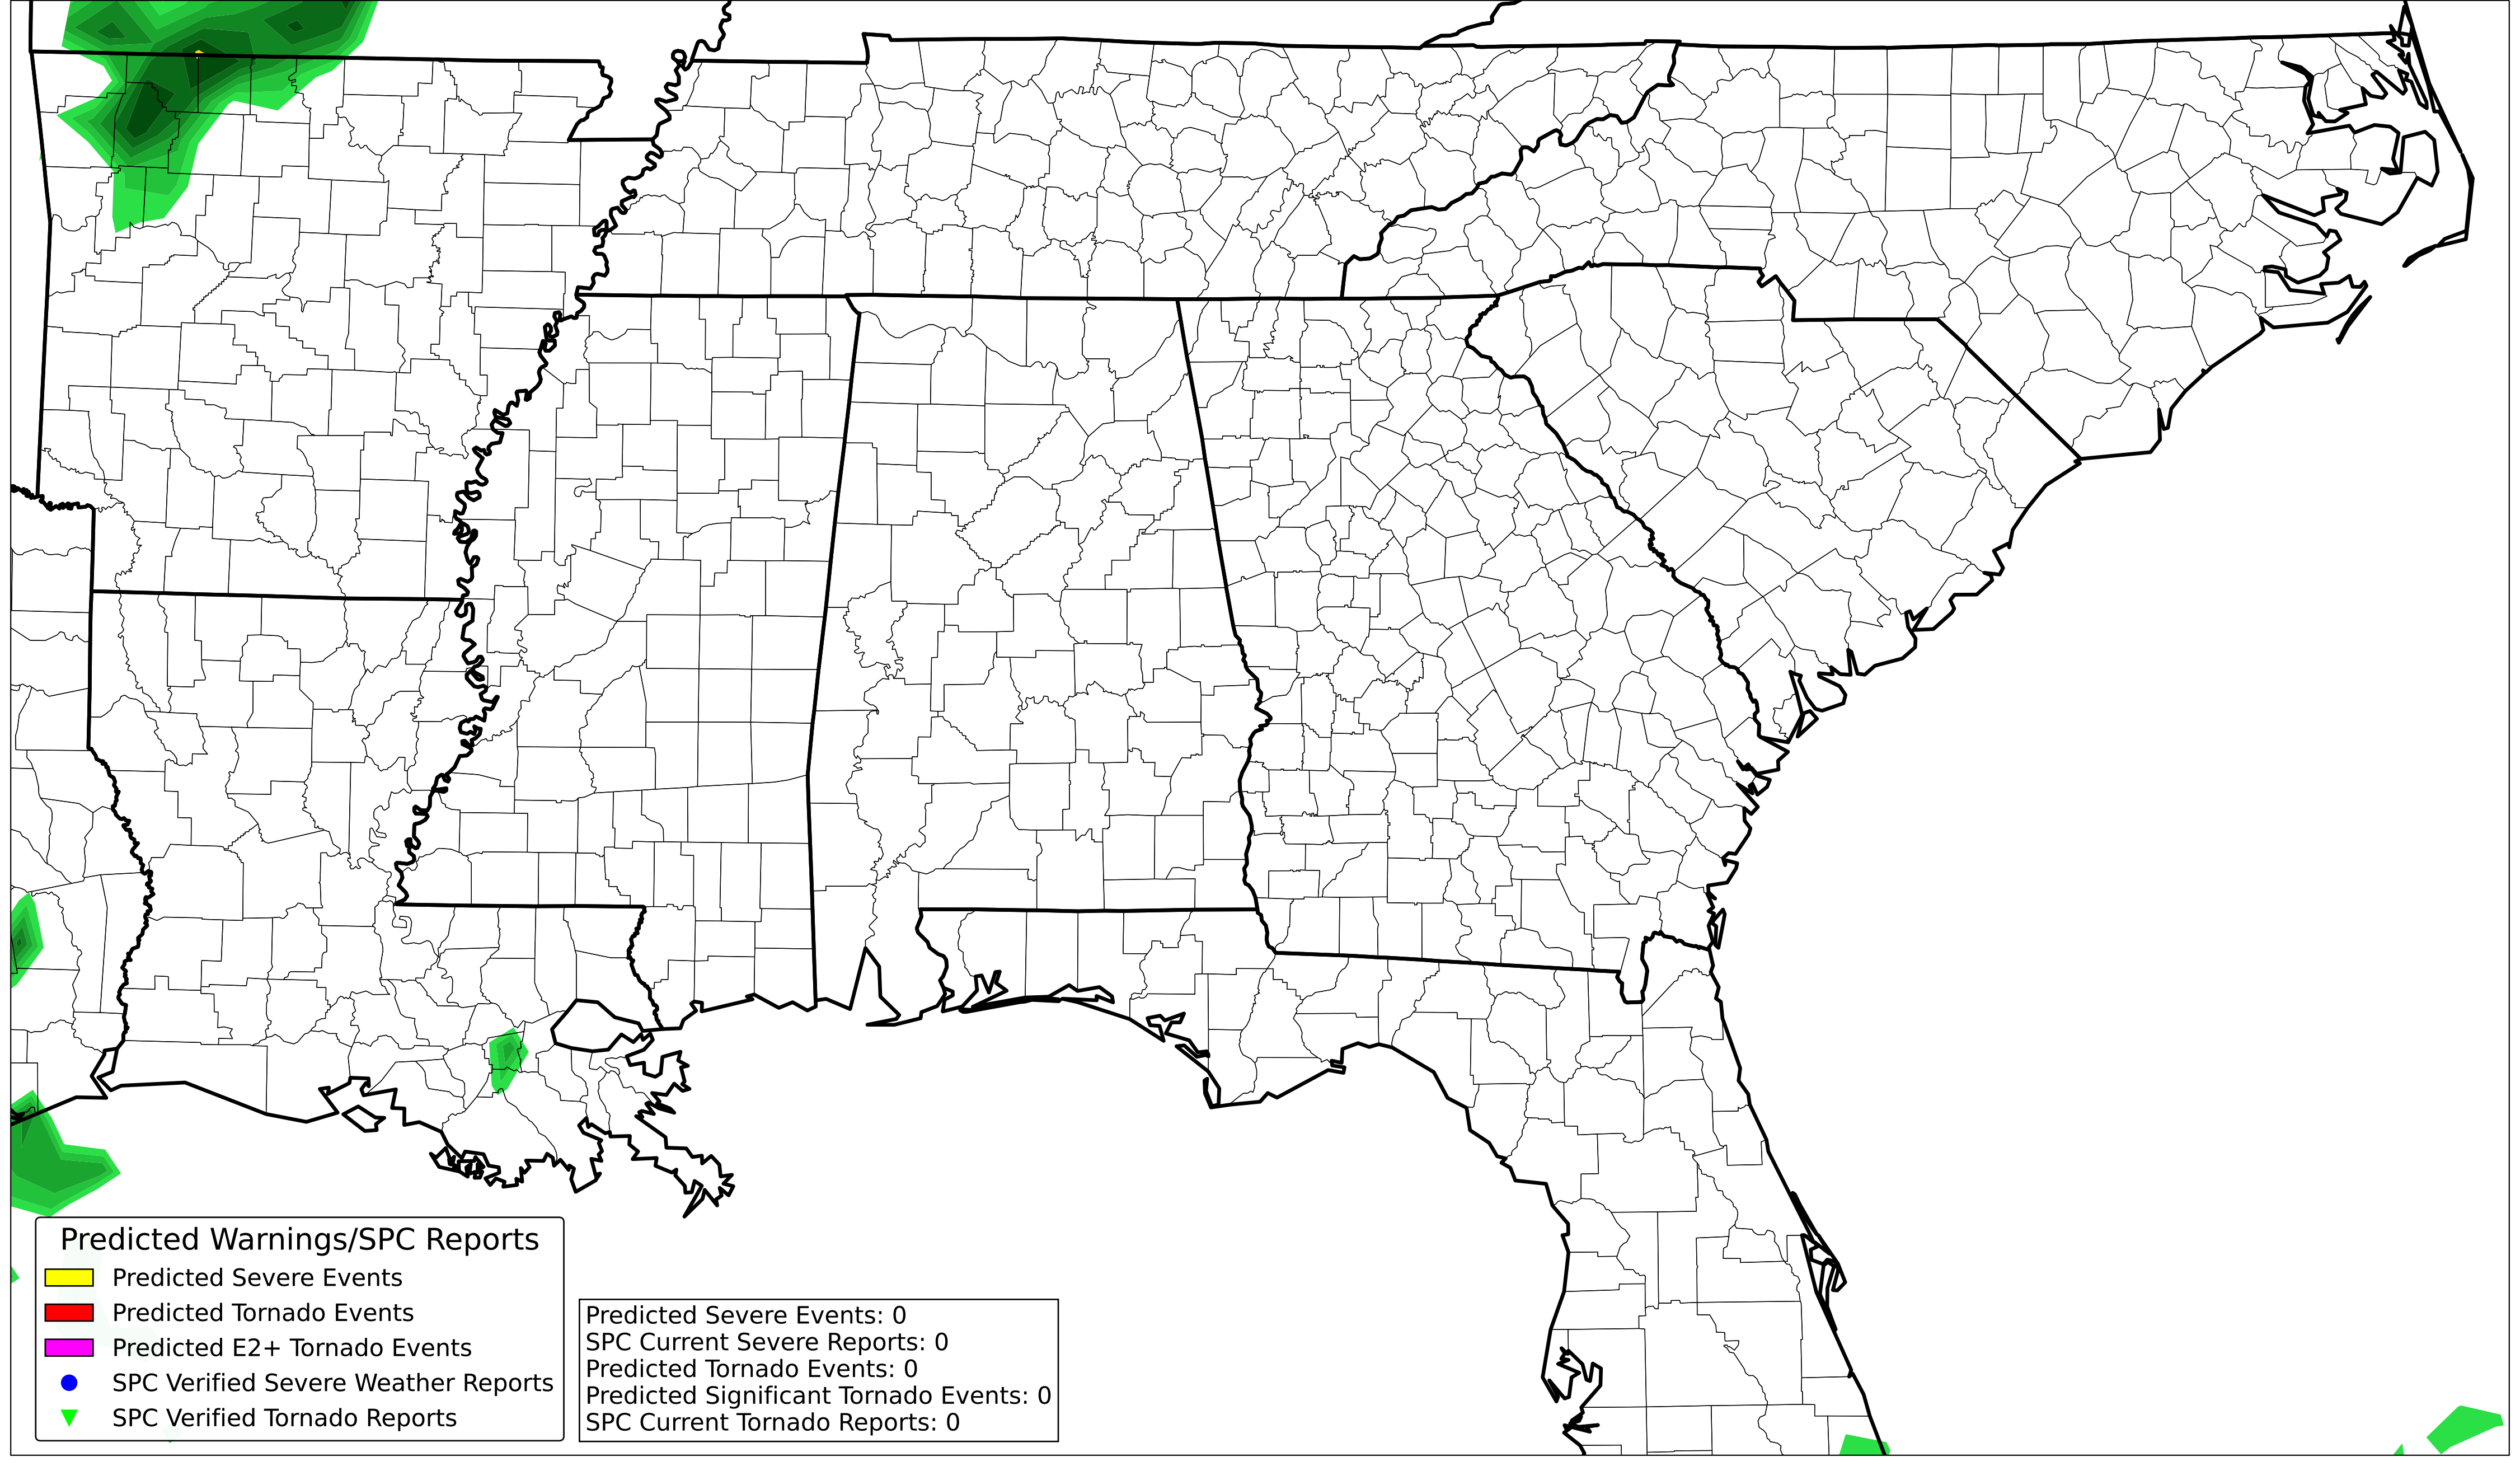 Predicted Warnings/SPC Reports
Predicted Severe Events
Predicted Tornado Events
Predicted E2+ Tornado Events
SPC Verified Severe Weather Reports
SPC Verified Tornado Reports
Predicted Severe Events: 0
SPC Current Severe Reports: 0
Predicted Tornado Events: 0
Predicted Significant Tornado Events: 0
SPC Current Tornado Reports: 0